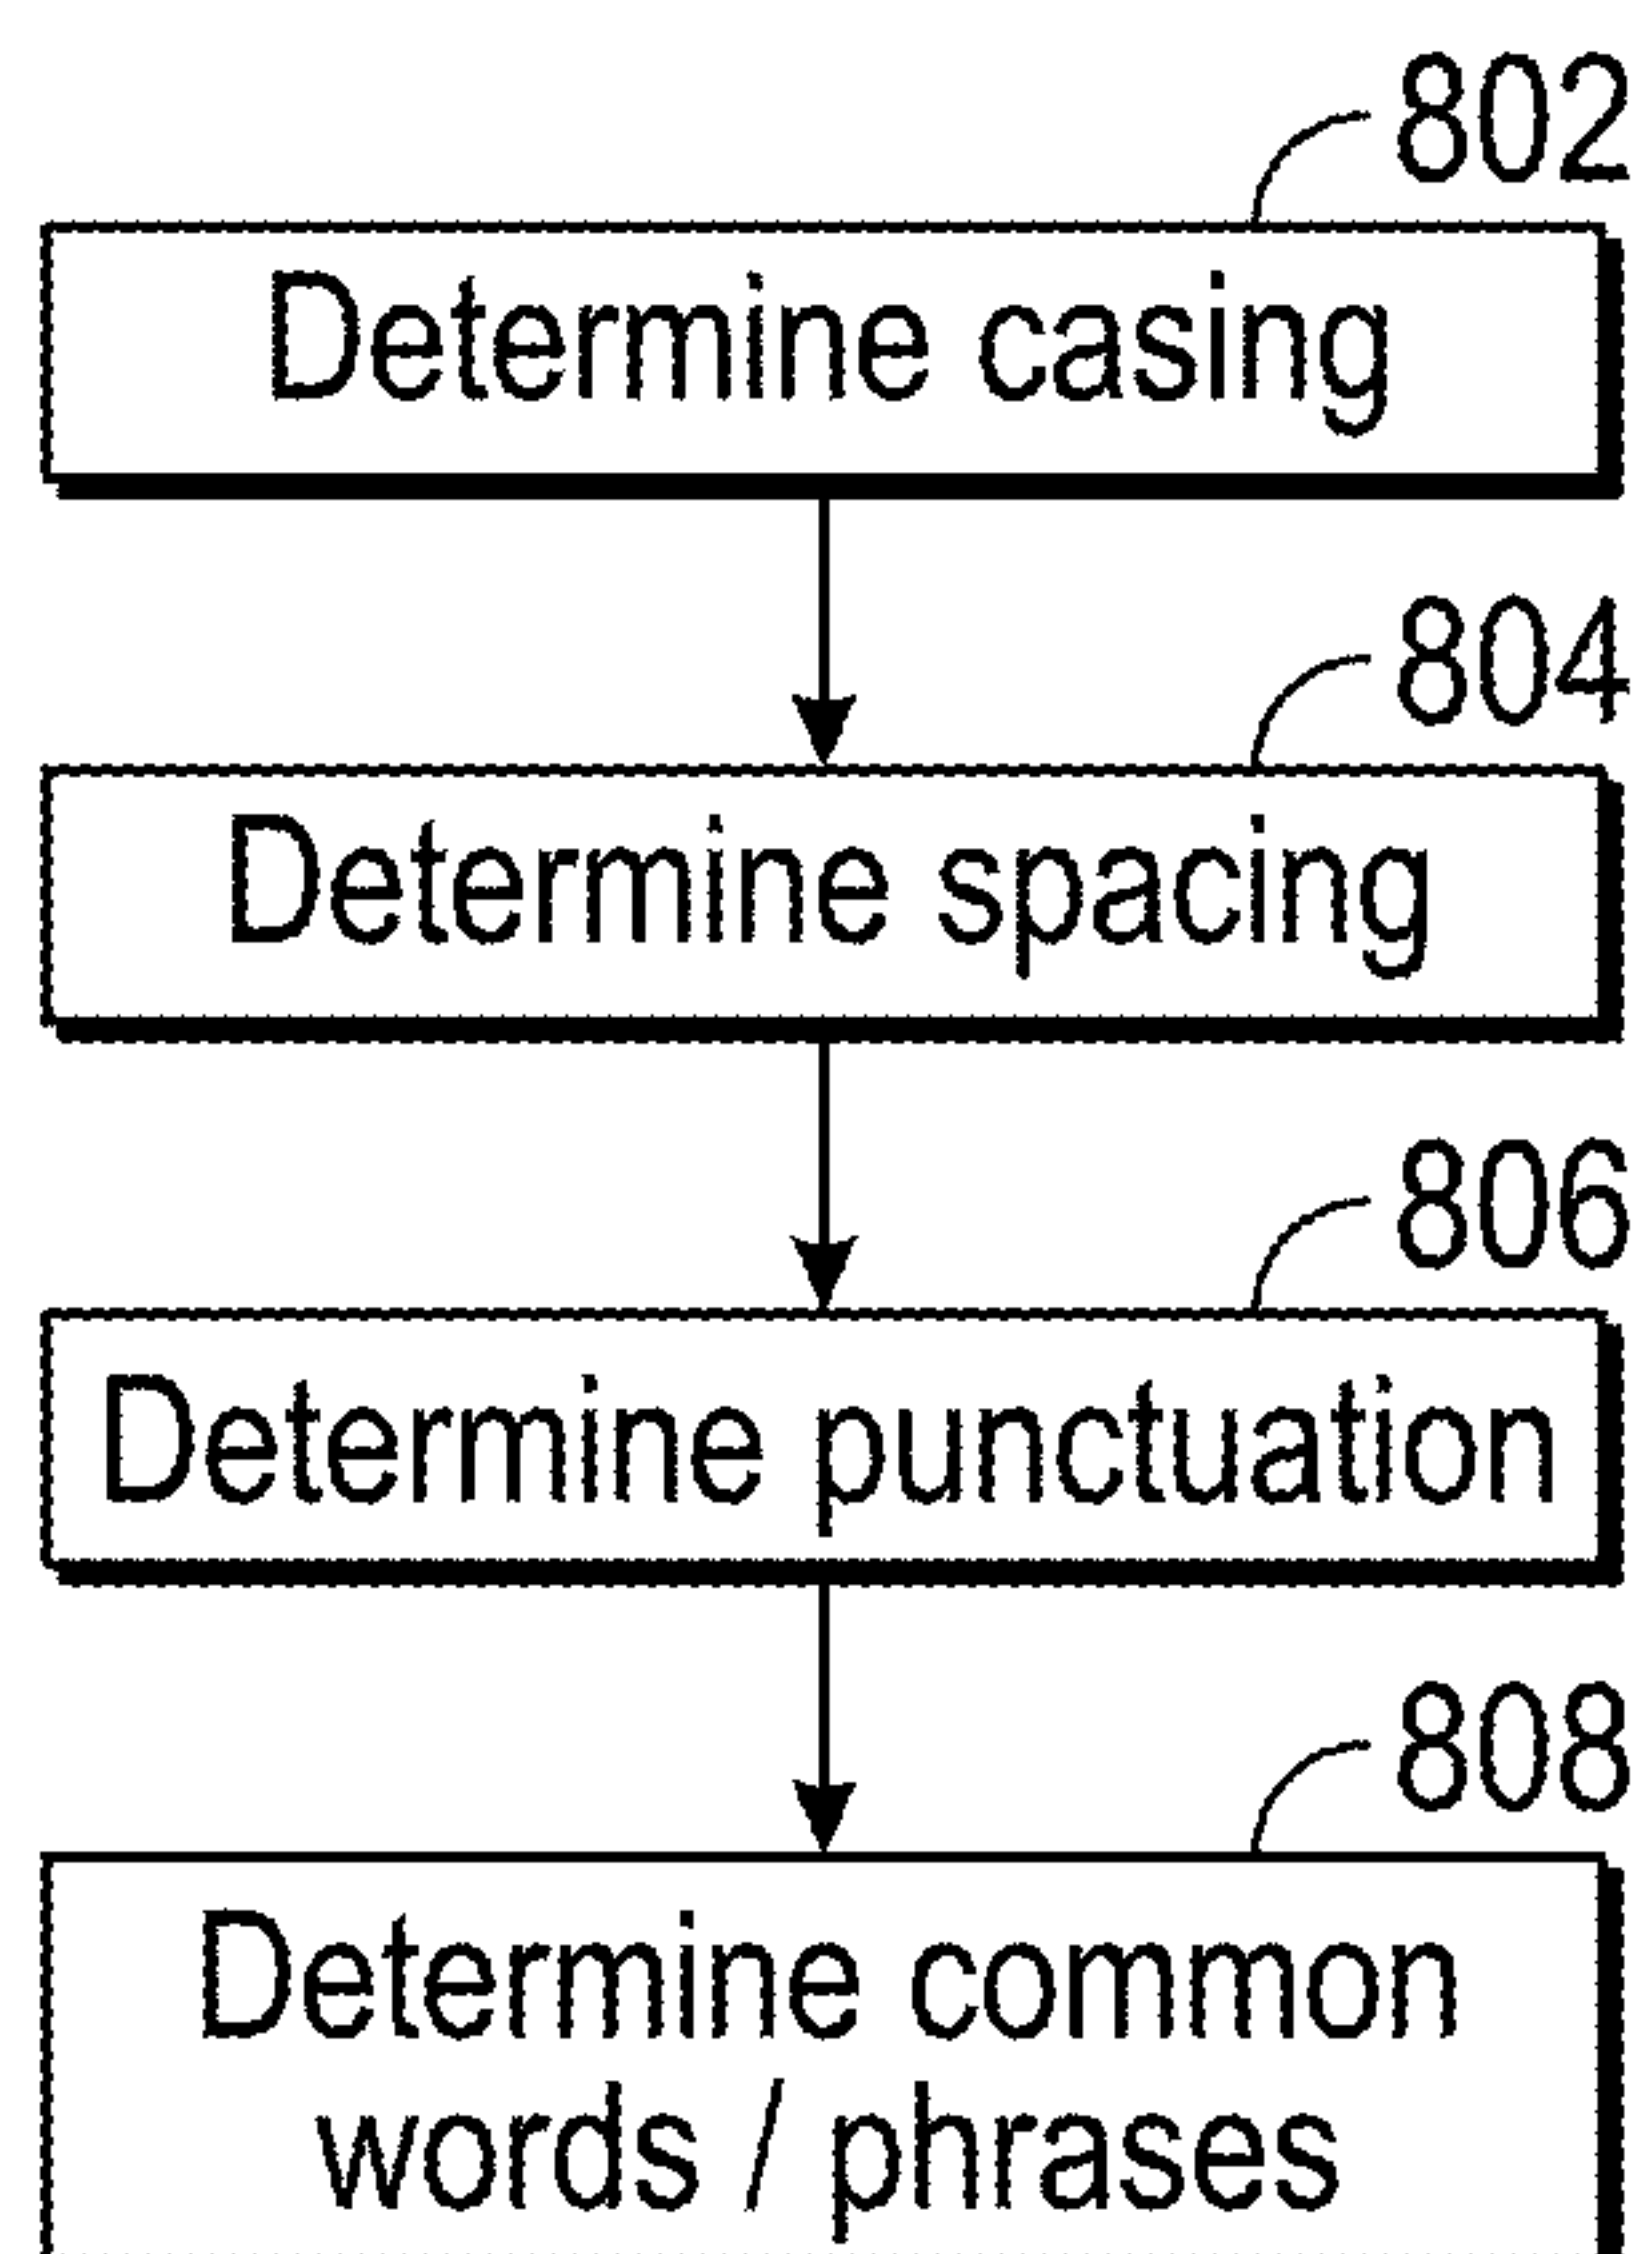 802
Determine casing
804
Determine spacing
806
Determine punctuation
808
Determine common
words / phrases